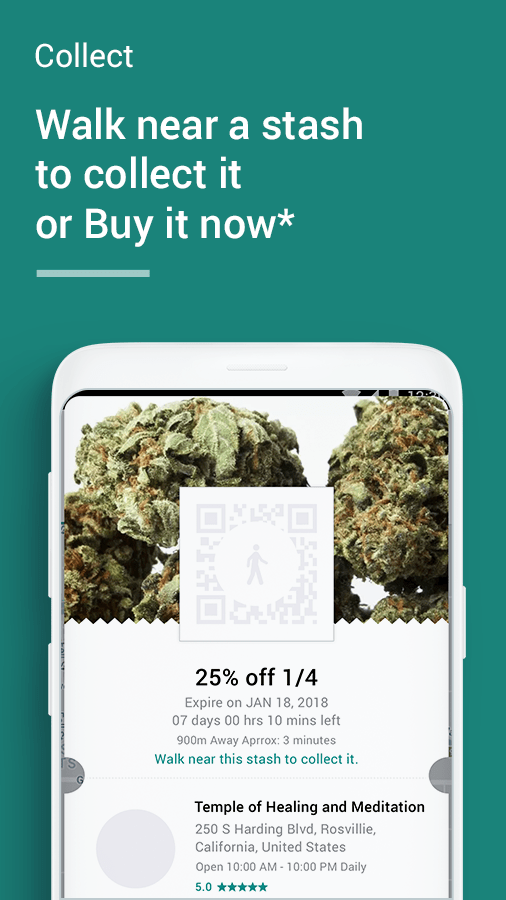 Collect
Walk near a stash
to collect it
or Buy it now*
25% off 1/4
Expire on JAN 18, 2018
07 days 00 hrs 10 mins left
900m Away Aprrox: 3 minutes
Walk near this stash to collect it.
Temple of Healing and Meditation
250 S Harding Blvd, Rosvillie,
California, United States
Open 10:00 AM - 10:00 PM Daily
5.0 ★★★★★